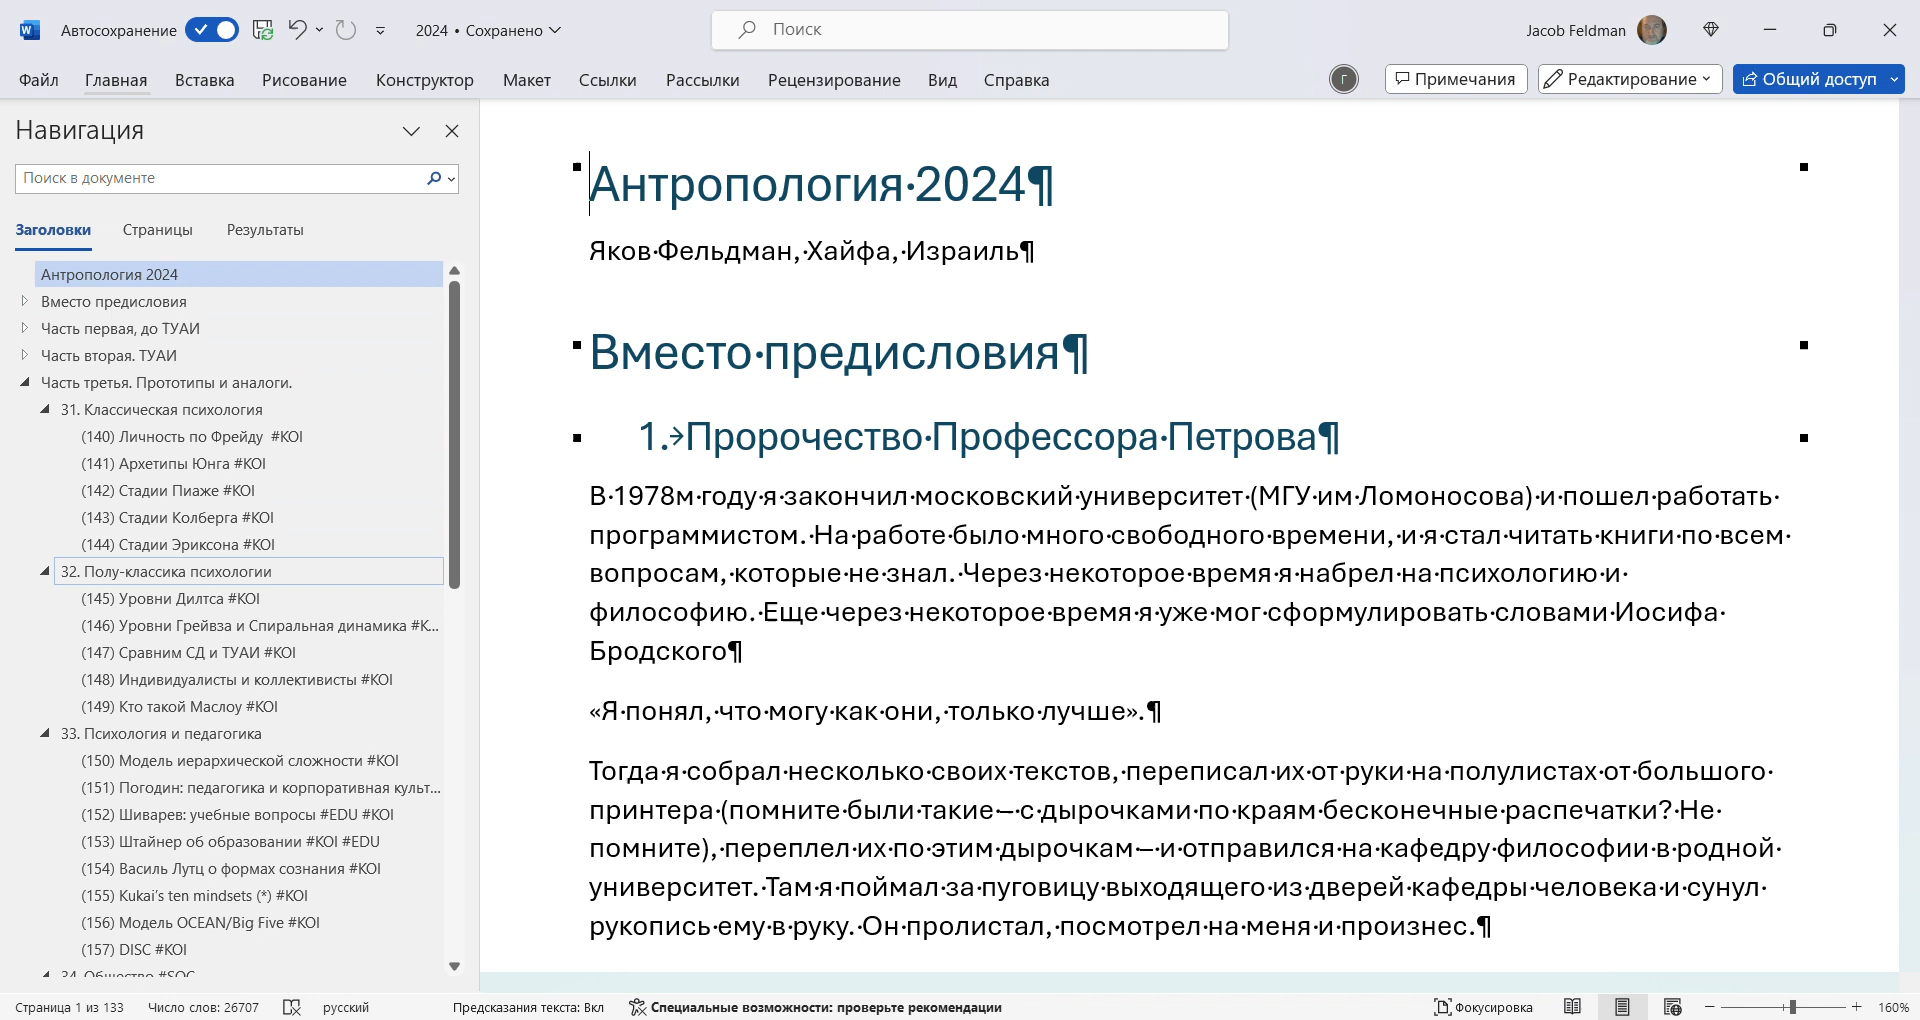 Автосохранение
2024 • Сохранено
Поиск
Jacob Feldman
Файл Главная Вставка Рисование Конструктор Макет Ссылки Рассылки Рецензирование Вид Справка
Г
Примечания
Редактирование
Общий доступ
Навигация
Поиск в документе
Заголовки Страницы Результаты
Антропология 2024
Вместо предисловия
Часть первая, до ТУАИ
Часть вторая. ТУАИ
Часть третья. Прототипы и аналоги.
31. Классическая психология
(140) Личность по Фрейду #KOI
(141) Архетипы Юнга #KOI
(142) Стадии Пиаже #KOI
(143) Стадии Колберга #KOI
(144) Стадии Эриксона #KOI
32. Полу-классика психологии
(145) Уровни Дилтса #KOI
(146) Уровни Грейвза и Спиральная динамика #K...
(147) Сравним СД и ТУАИ #KOI
(148) Индивидуалисты и коллективисты #KOI
(149) Кто такой Маслоу #KOI
33. Психология и педагогика
(150) Модель иерархической сложности #KOI
(151) Погодин: педагогика и корпоративная культ...
(152) Шиварев: учебные вопросы #EDU #KOI
(153) Штайнер об образовании #KOI #EDU
(154) Василь Лутц о формах сознания #KOI
(155) Kukai’s ten mindsets (*) #KOI
(156) Модель OCEAN/Big Five #KOI
(157) DISC #KOI
34. Общество #SOC
Антропология·2024¶
Яков·Фельдман,·Хайфа,·Израиль¶
Вместо·предисловия¶
1.→Пророчество·Профессора·Петрова¶
В·1978м·году·я·закончил·московский·университет·(МГУ·им·Ломоносова)·и·пошел·работать·
программистом.·На·работе·было·много·свободного·времени,·и·я·стал·читать·книги·по·всем·
вопросам,·которые·не·знал.·Через·некоторое·время·я·набрел·на·психологию·и·
философию.·Еще·через·некоторое·время·я·уже·мог·сформулировать·словами·Иосифа·
Бродского¶
«Я·понял,·что·могу·как·они,·только·лучше».¶
Тогда·я·собрал·несколько·своих·текстов,·переписал·их·от·руки·на·полулистах·от·большого·
принтера·(помните·были·такие·–·с·дырочками·по·краям·бесконечные·распечатки?·Не·
помните),·переплел·их·по·этим·дырочкам·–·и·отправился·на·кафедру·философии·в·родной·
университет.·Там·я·поймал·за·пуговицу·выходящего·из·дверей·кафедры·человека·и·сунул·
рукопись·ему·в·руку.·Он·пролистал,·посмотрел·на·меня·и·произнес.¶
Страница 1 из 133 Число слов: 26707 русский Предсказания текста: Вкл Специальные возможности: проверьте рекомендации Фокусировка 160%